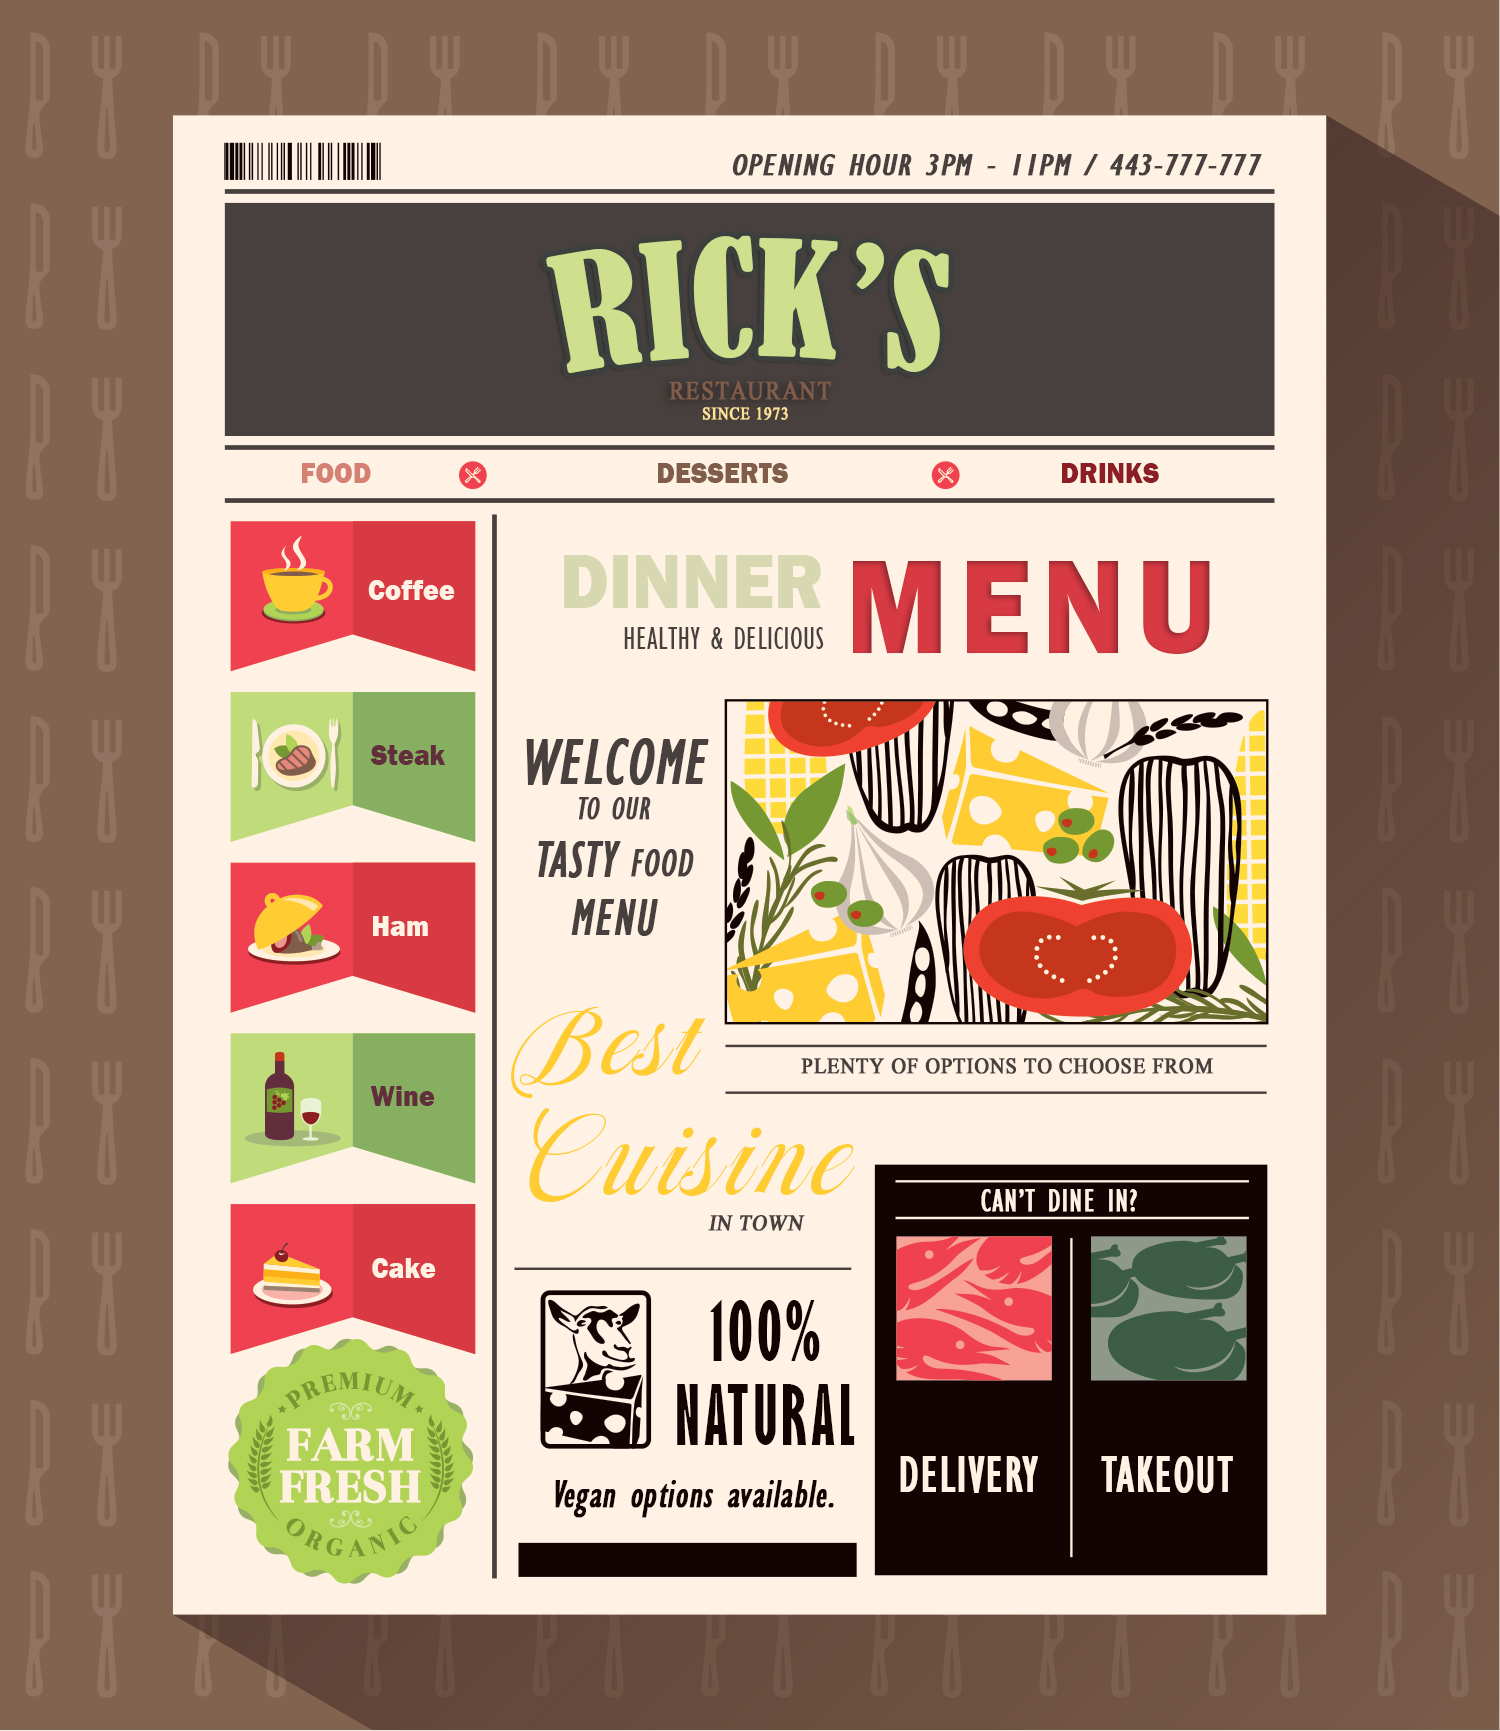 OPENING HOUR 3PM - 11PM / 443-777-777
RICK'S
RESTAURANT
SINCE 1973
FOOD
DESSERTS
DRINKS
Coffee
Steak
Ham
Wine
Cake
PREMIUM
FARM
FRESH
ORGANIC
DINNER
HEALTHY & DELICIOUS
MENU
WELCOME
TO OUR
TASTY FOOD
MENU
PLENTY OF OPTIONS TO CHOOSE FROM
Best
Cuisine
IN TOWN
100%
NATURAL
Vegan options available.
CAN'T DINE IN?
DELIVERY
TAKEOUT